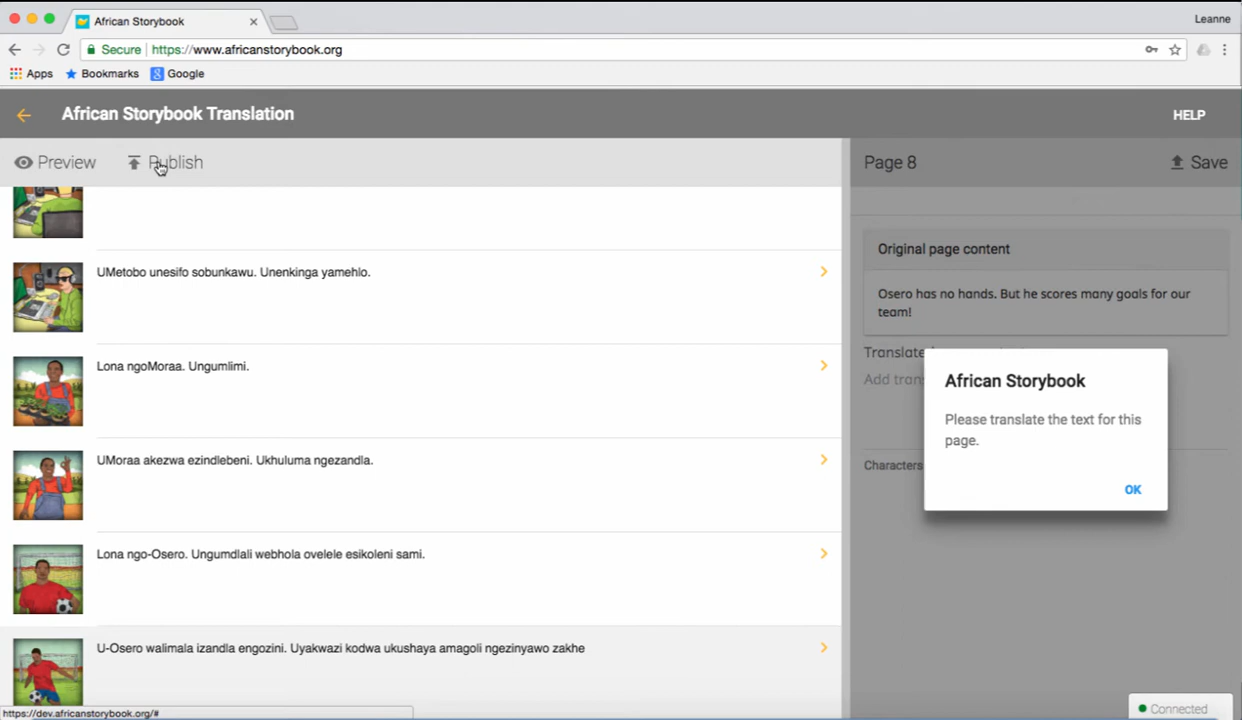 African Storybook
Leanne
Secure https://www.africanstorybook.org
Apps Bookmarks Google
African Storybook Translation
HELP
Preview Publish
Page 8
Save
UMetobo unesifo sobunkawu. Unenkinga yamehlo.
Lona ngoMoraa. Ungumlimi.
UMoraa akezwa ezindlebeni. Ukhuluma ngezandla.
Lona ngo-Osero. Ungumdlali webhola ovelele esikoleni sami.
U-Osero walimala izandla engozini. Uyakwazi kodwa ukushaya amagoli ngezinyawo zakhe
https://dev.africanstorybook.org/#
Original page content
Osero has no hands. But he scores many goals for our
team!
Translate
Add
Characters
African Storybook
Please translate the text for this
page.
OK
Connected